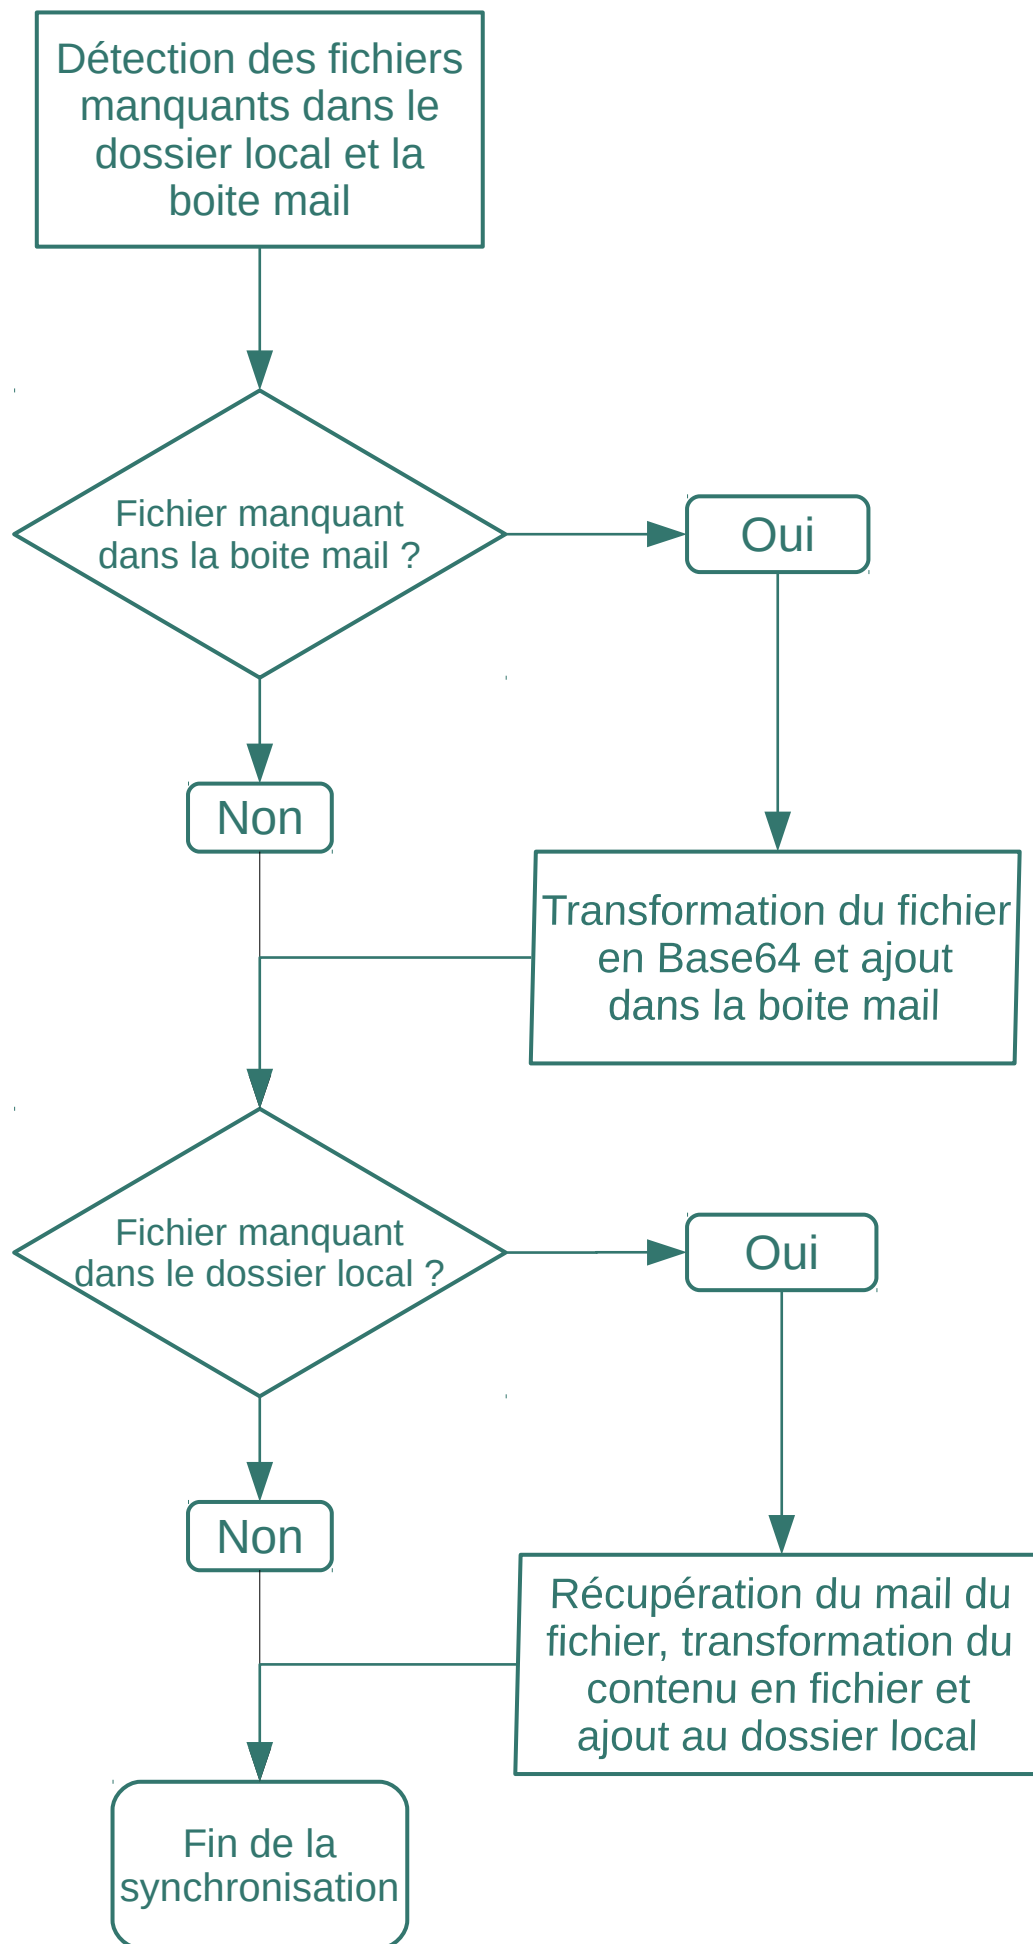 Détection des fichiers
manquants dans le
dossier local et la
boite mail
Fichier manquant
dans la boite mail ?
Oui
Non
Transformation du fichier
en Base64 et ajout
dans la boite mail
Fichier manquant
dans le dossier local ?
Oui
Non
Récupération du mail du
fichier, transformation du
contenu en fichier et
ajout au dossier local
Fin de la
synchronisation